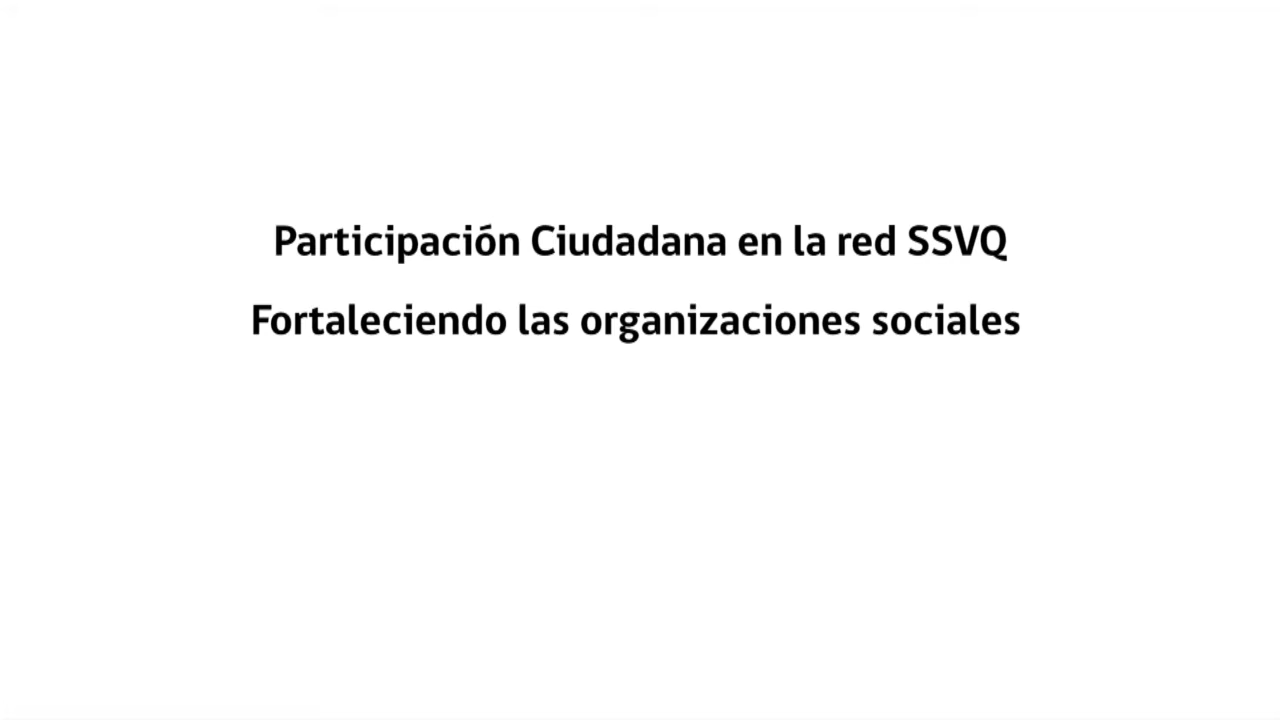 Participación Ciudadana en la red SSVQ
Fortaleciendo las organizaciones sociales